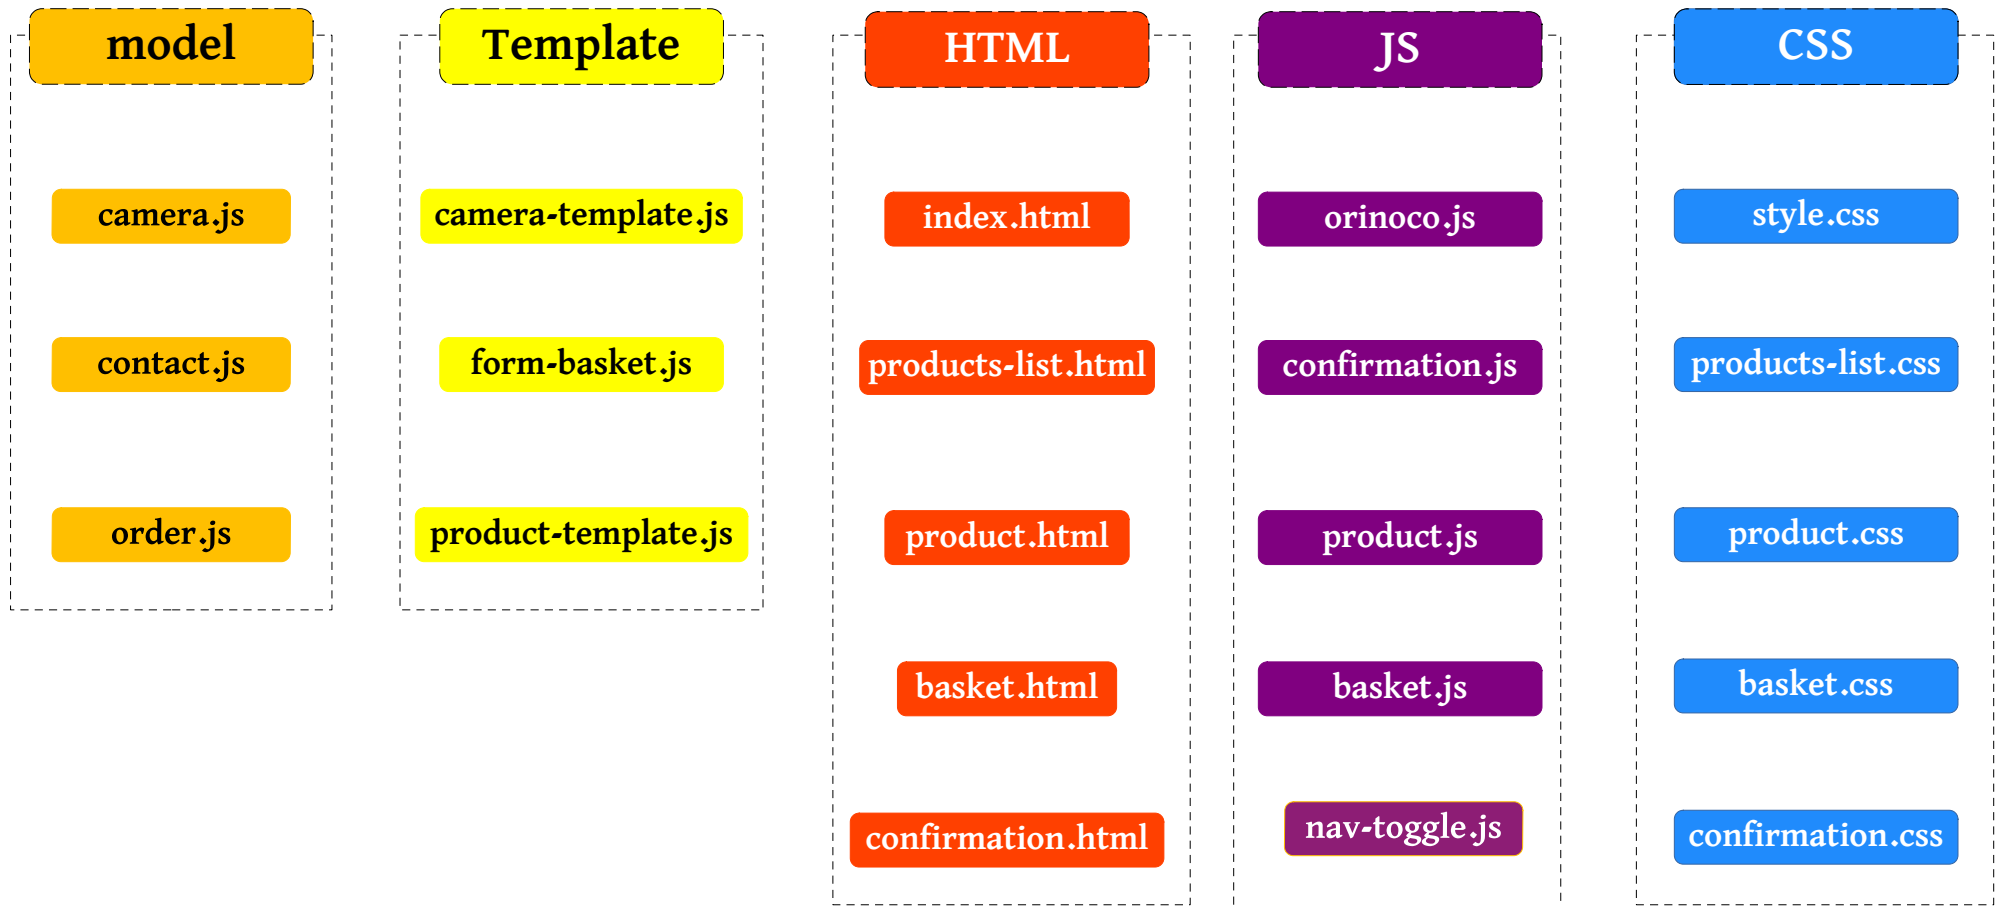 model
camera.js
contact.js
order.js
Template
camera-template.js
form-basket.js
product-template.js
HTML
index.html
products-list.html
product.html
basket.html
confirmation.html
JS
orinoco.js
confirmation.js
product.js
basket.js
nav-toggle.js
CSS
style.css
products-list.css
product.css
basket.css
confirmation.css